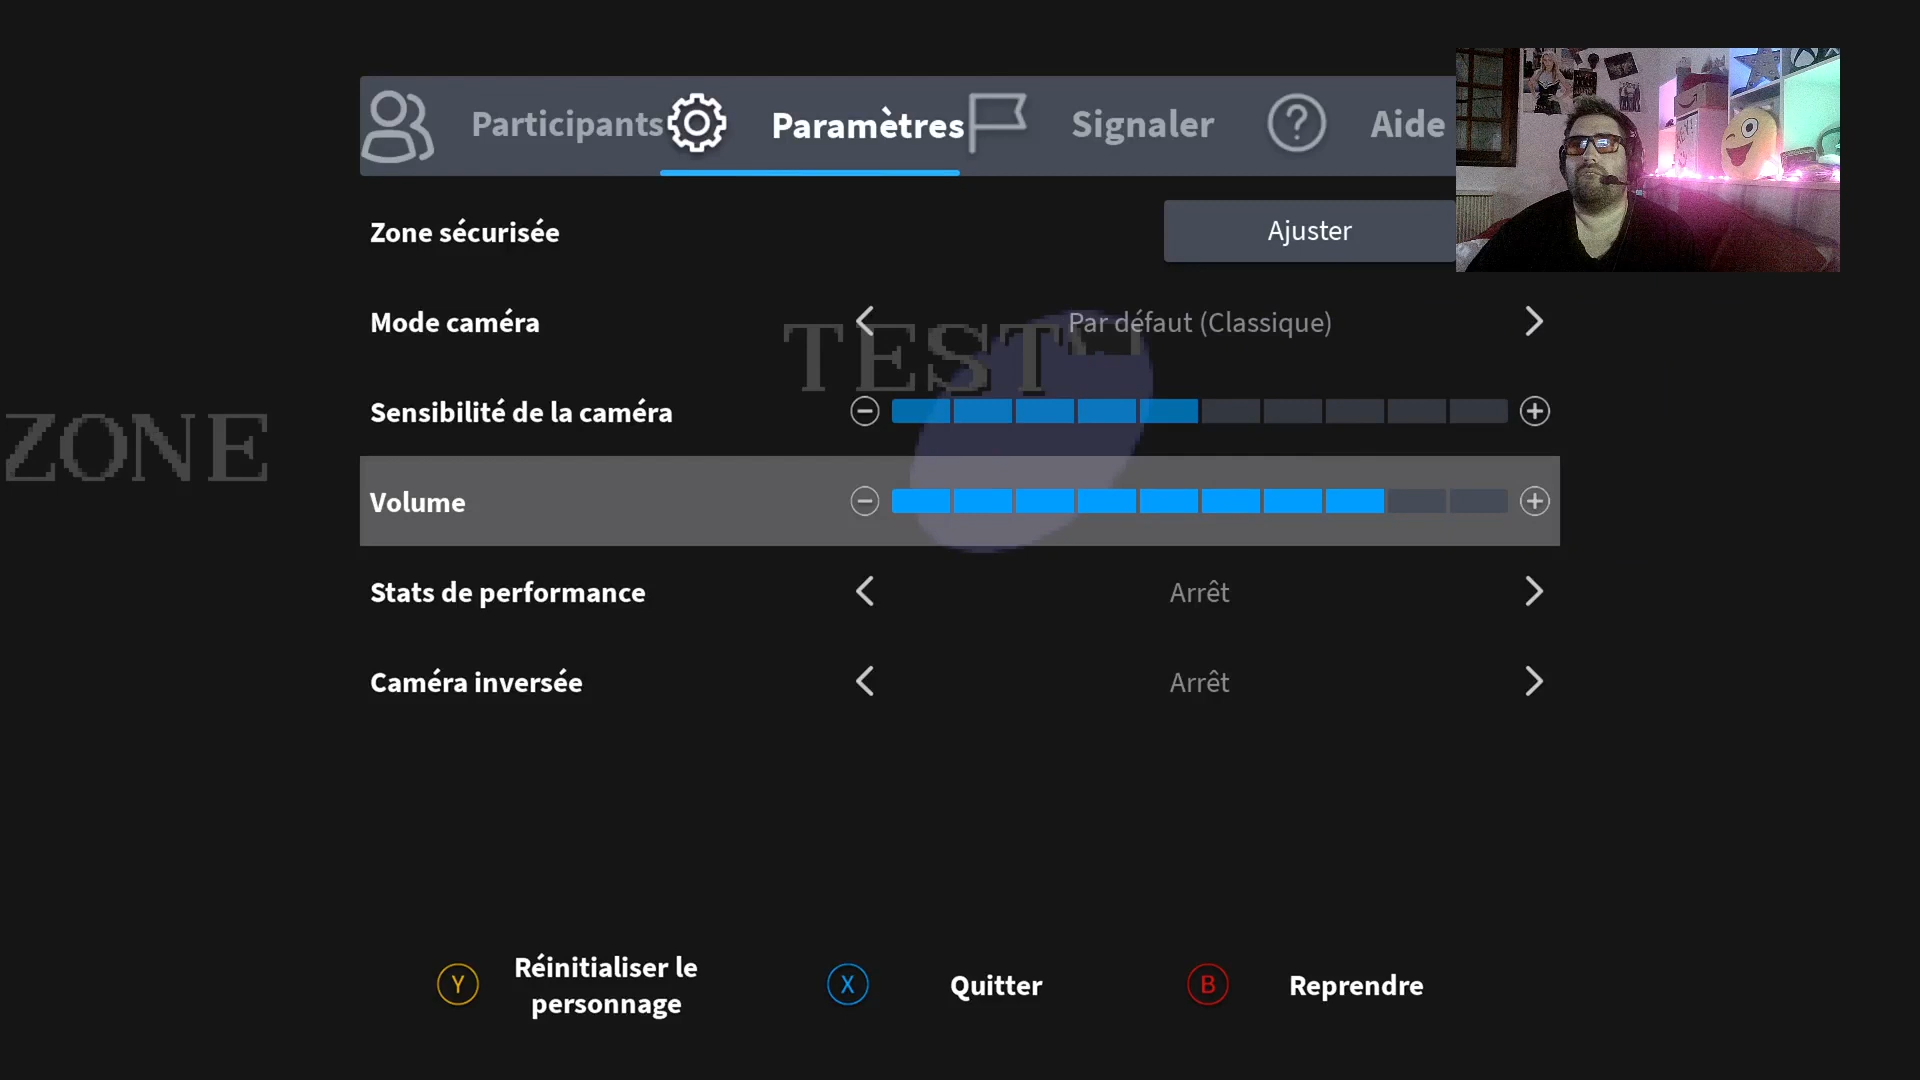 Participants
Paramètres
Signaler
?
Aide
Zone sécurisée
Ajuster
Mode caméra
Par défaut (Classique)
TEST
Sensibilité de la caméra
ZONE
Volume
Stats de performance
Arrêt
Caméra inversée
Arrêt
Y
Réinitialiser le
personnage
X
Quitter
B
Reprendre